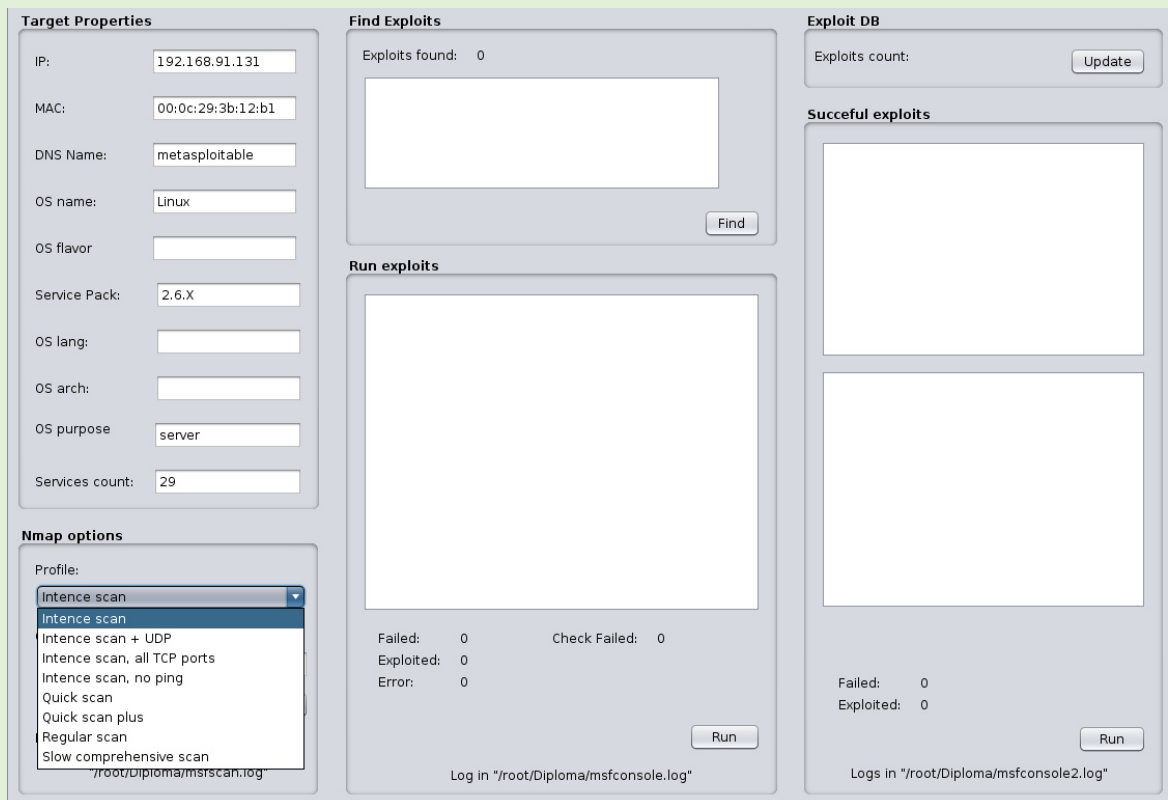 Target Properties
IP: 192.168.91.131
MAC: 00:0c:29:3b:12:b1
DNS Name: metasploitable
OS name: Linux
OS flavor
Service Pack: 2.6.X
OS lang:
OS arch:
OS purpose server
Services count: 29
Nmap options
Profile:
Intence scan
Intence scan
Intence scan + UDP
Intence scan, all TCP ports
Intence scan, no ping
Quick scan
Quick scan plus
Regular scan
Slow comprehensive scan
"/root/Diploma/msfscan.log"
Find Exploits
Exploits found: 0
Find
Run exploits
Failed: 0 Check Failed: 0
Exploited: 0
Error: 0
Run
Log in "/root/Diploma/msfconsole.log"
Exploit DB
Exploits count: Update
Succeful exploits
Failed: 0
Exploited: 0
Run
Logs in "/root/Diploma/msfconsole2.log"